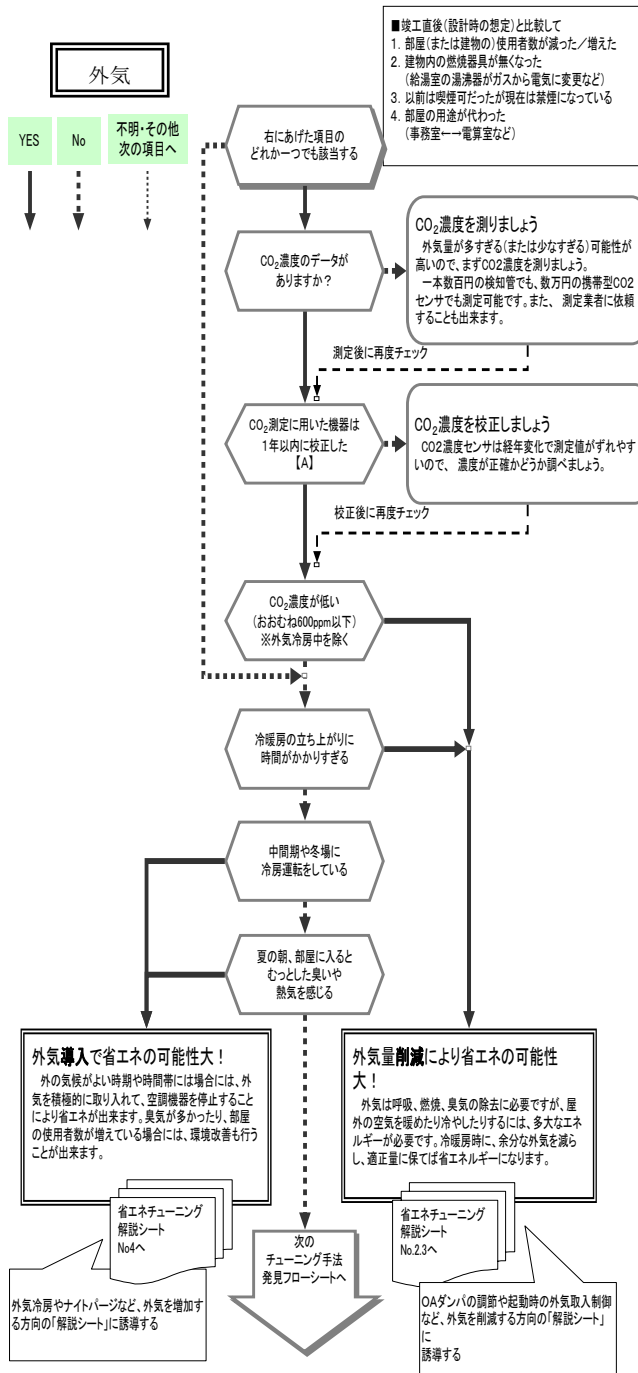 外気
YES
No
不明・その他
次の項目へ
■竣工直後(設計時の想定)と比較して
1. 部屋(または建物の)使用者数が減った／増えた
2. 建物内の燃焼器具が無くなった
(給湯室の湯沸器がガスから電気に変更など)
3. 以前は喫煙可だったが現在は禁煙になっている
4. 部屋の用途が代わった
(事務室←→電算室など)
右にあげた項目の
どれか一つでも該当する
CO₂濃度のデータが
ありますか？
CO₂濃度を測りましょう
外気量が多すぎる(または少なすぎる)可能性が
高いので、まずCO2濃度を測りましょう。
一本数百円の検知管でも、数万円の携帯型CO2
センサでも測定可能です。また、測定業者に依頼
することも出来ます。
測定後に再度チェック
CO₂測定に用いた機器は
1年以内に校正した
【A】
CO₂濃度を校正しましょう
CO2濃度センサは経年変化で測定値がずれやす
いので、濃度が正確かどうか調べましょう。
校正後に再度チェック
CO₂濃度が低い
(おおむね600ppm以下)
※外気冷房中を除く
冷暖房の立ち上がりに
時間がかかりすぎる
中間期や冬場に
冷房運転をしている
夏の朝、部屋に入ると
むっとした臭いや
熱気を感じる
外気導入で省エネの可能性大！
外の気候がよい時期や時間帯には場合には、外
気を積極的に取り入れて、空調機器を停止すること
により省エネが出来ます。臭気が多かったり、部屋
の使用者数が増えている場合には、環境改善も行う
ことが出来ます。
省エネチューニング
解説シート
No4へ
外気冷房やナイトパージなど、外気を増加す
る方向の「解説シート」に誘導する
次の
チューニング手法
発見フローシートへ
外気量削減により省エネの可能性
大！
外気は呼吸、燃焼、臭気の除去に必要ですが、屋
外の空気を暖めたり冷やしたりするには、多大なエネ
ルギーが必要です。冷暖房時に、余分な外気を減ら
し、適正量に保てば省エネルギーになります。
省エネチューニング
解説シート
No.2.3へ
OAダンパの調節や起動時の外気取入制御
など、外気を削減する方向の「解説シート」
に
誘導する